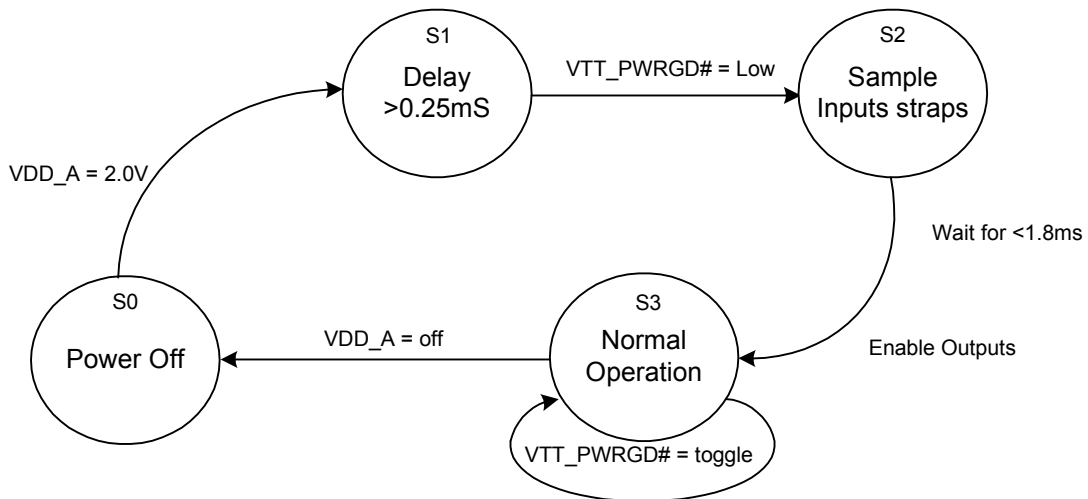 S1
Delay
>0.25mS
VTT_PWRGD# = Low
S2
Sample
Inputs straps
VDD_A = 2.0V
Wait for <1.8ms
S0
Power Off
VDD_A = off
S3
Normal
Operation
Enable Outputs
VTT_PWRGD# = toggle